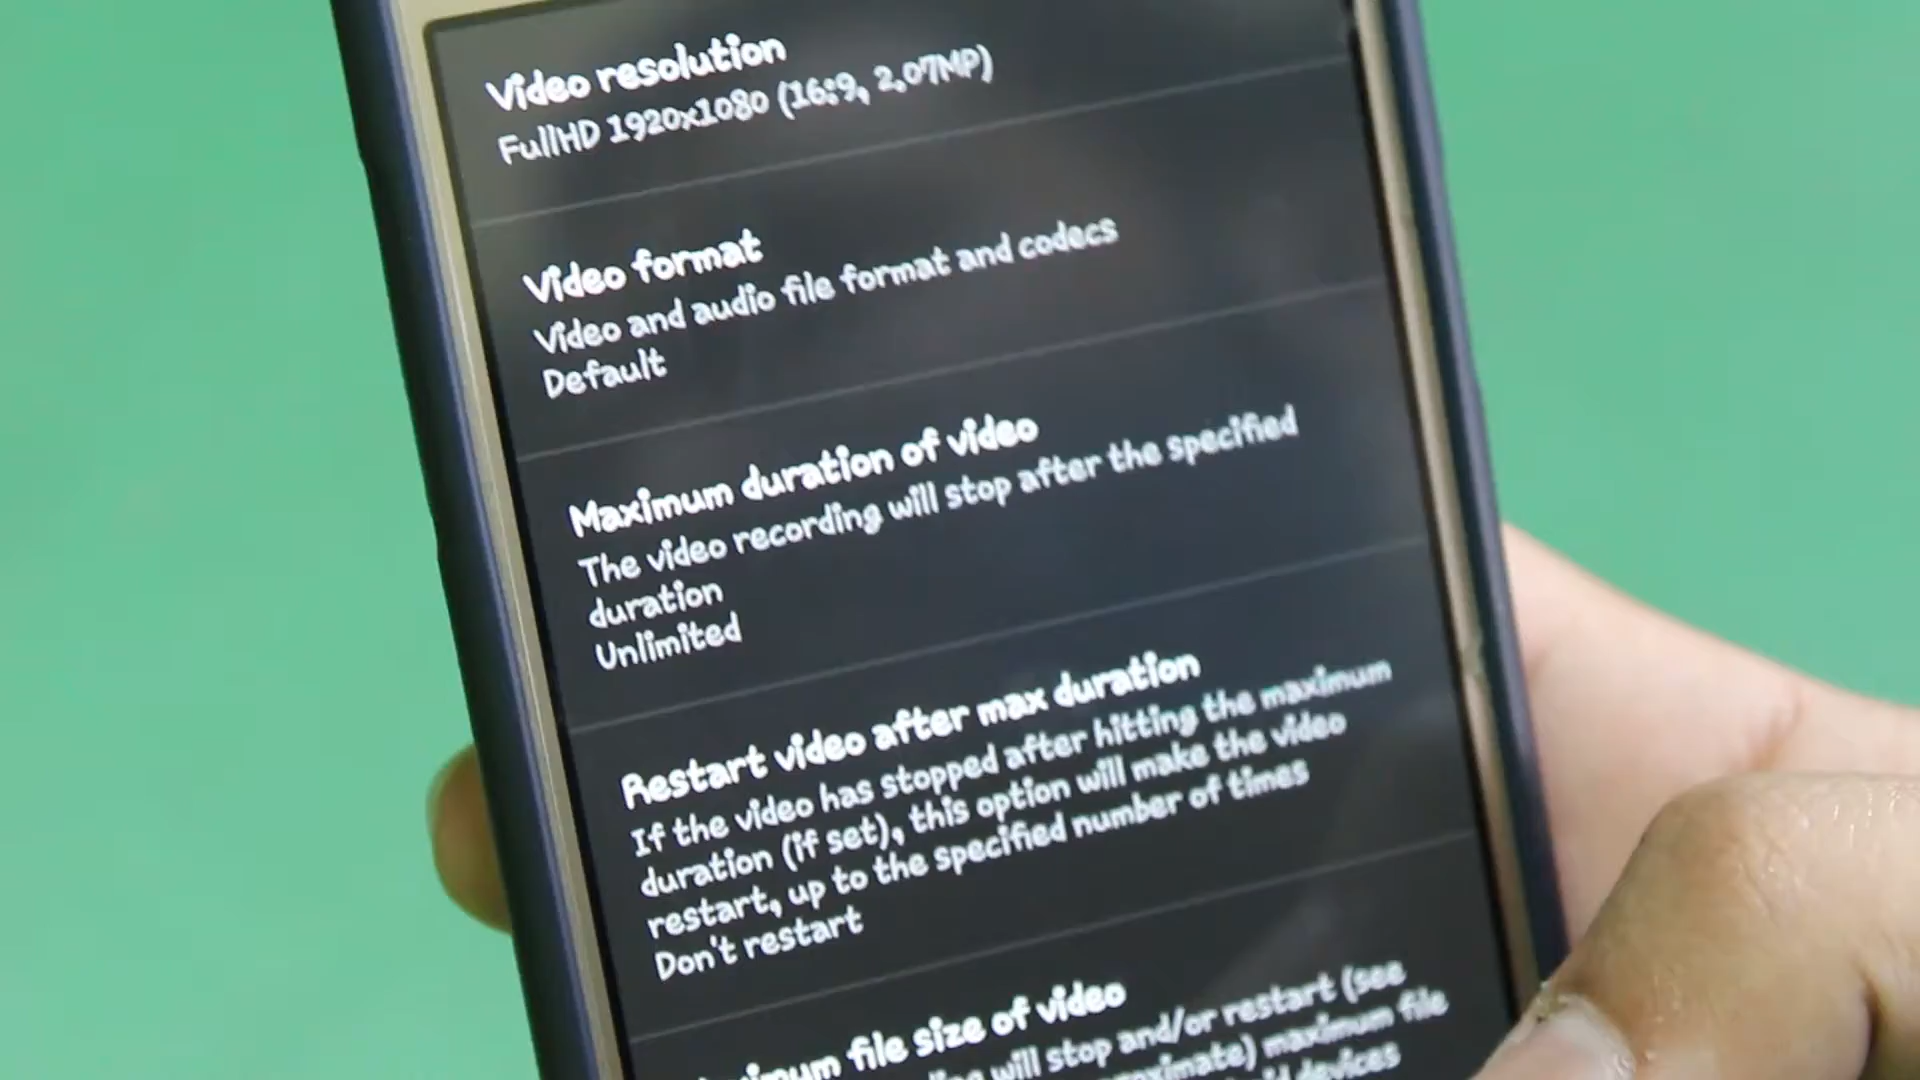 Video resolution
FullHD 1920x1080 (16:9, 2.07MP)
Video format
Video and audio file format and codecs
Default
Maximum duration of video
The video recording will stop after the specified
duration
Unlimited
Restart video after max duration
If the video has stopped after hitting the maximum
duration (if set), this option will make the video
restart, up to the specified number of times
Don't restart
file size of video
will stop and/or restart (see
maximum file
devices